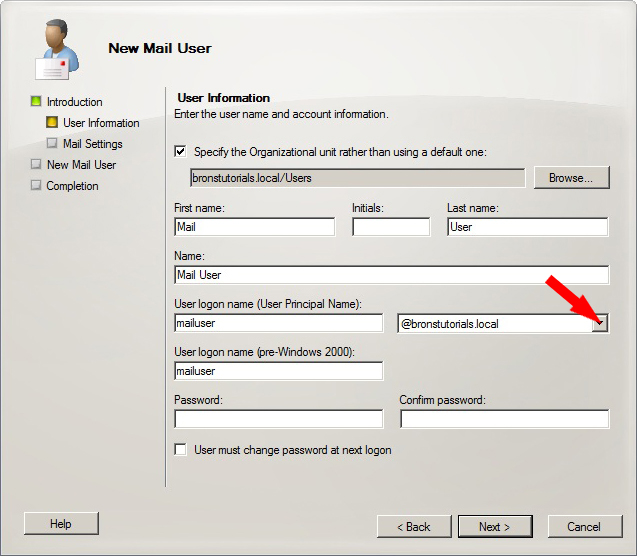 New Mail User
Introduction
User Information
Mail Settings
New Mail User
Completion
User Information
Enter the user name and account information.
Specify the Organizational unit rather than using a default one:
bronstutorials.local/Users
Browse...
First name:
Initials:
Last name:
Mail
User
Name:
Mail User
User logon name (User Principal Name):
mailuser
@bronstutorials.local
User logon name (pre-Windows 2000):
mailuser
Password:
Confirm password:
User must change password at next logon
Help
< Back
Next >
Cancel